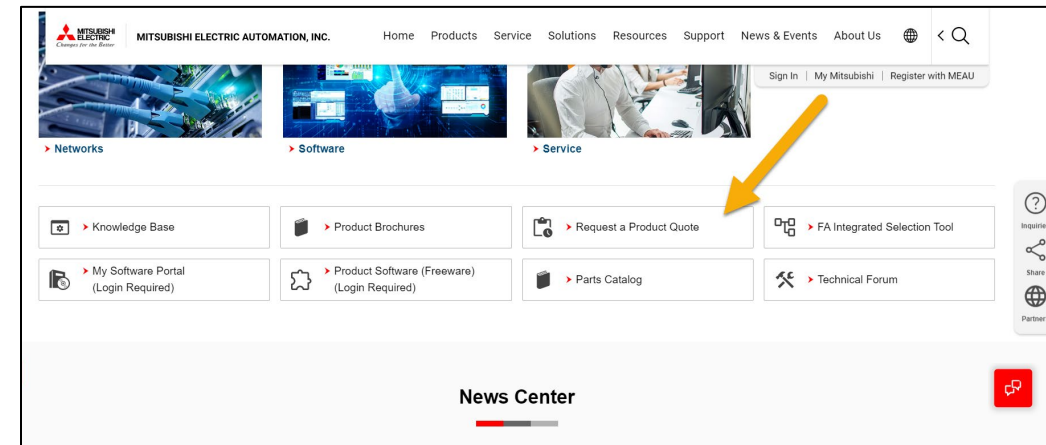 MITSUBISHI
ELECTRIC
Changes for the Better
MITSUBISHI ELECTRIC AUTOMATION, INC.
Home Products Service Solutions Resources Support News & Events About Us
Sign In | My Mitsubishi | Register with MEAU
Networks
Software
Service
Knowledge Base
Product Brochures
Request a Product Quote
FA Integrated Selection Tool
My Software Portal
(Login Required)
Product Software (Freeware)
(Login Required)
Parts Catalog
Technical Forum
Inquirie
Share
Partner
News Center